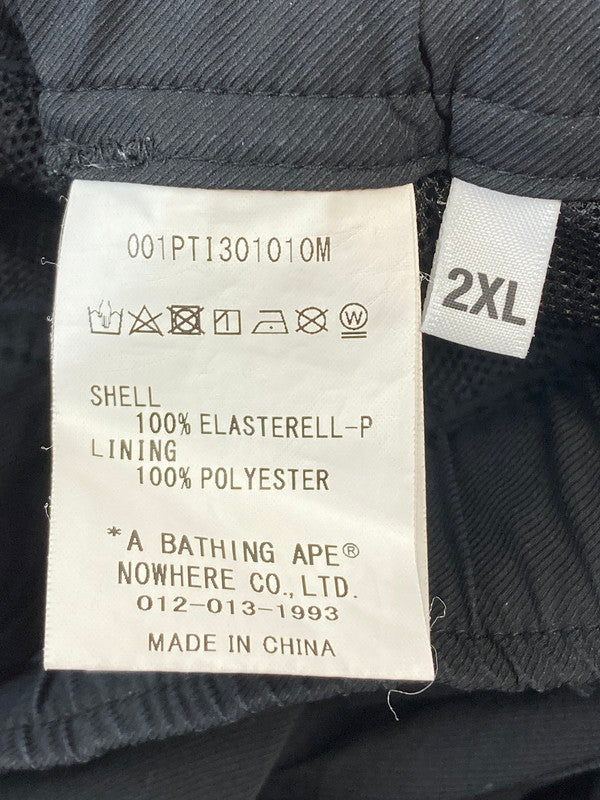 001PTI301010M
2XL
W
SHELL
100% ELASTERELL-P
LINING
100% POLYESTER
*A BATHING APE®
NOWHERE CO., LTD.
012-013-1993
MADE IN CHINA